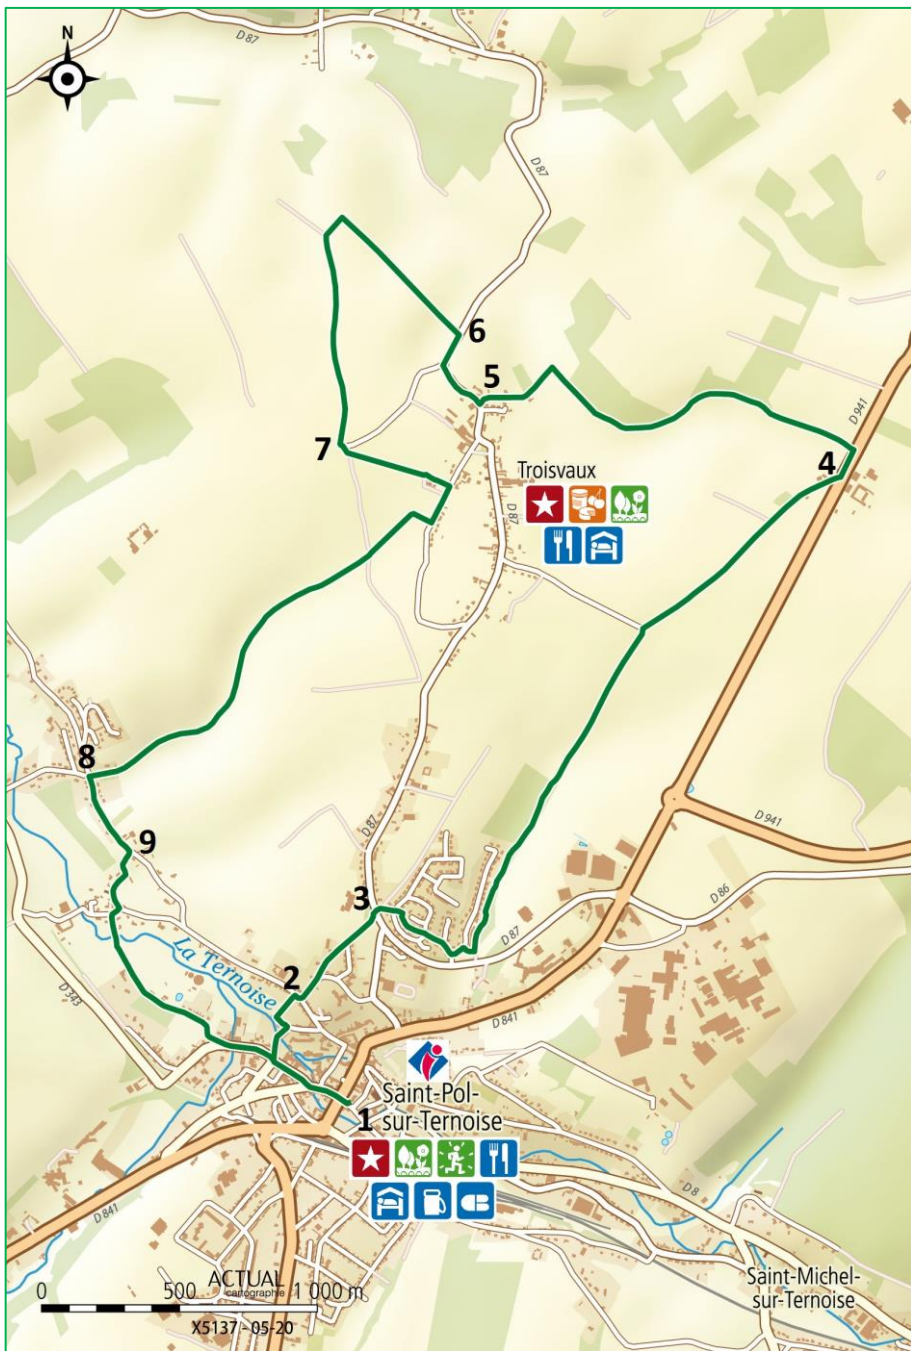 N
D 87
D 87
6
5
7
D 941
4
Troisvaux
D 87
8
D 941
9
D 87
3
D 86
D 87
La Ternoise
2
D 343
D 841
Saint-Pol-
sur-Ternoise
1
D 8
D 841
Saint-Michel-
sur-Ternoise
ACTUAL
cartographie
0 500 1 000 m
X5137 - 05-20